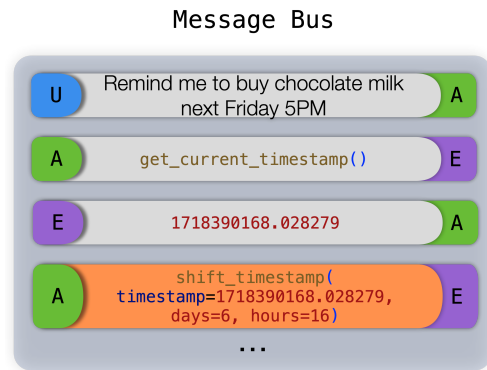 Message Bus
U Remind me to buy chocolate milk A
next Friday 5PM
A get_current_timestamp() E
E 1718390168.028279 A
shift_timestamp(
A timestamp=1718390168.028279, E
days=6, hours=16)
...